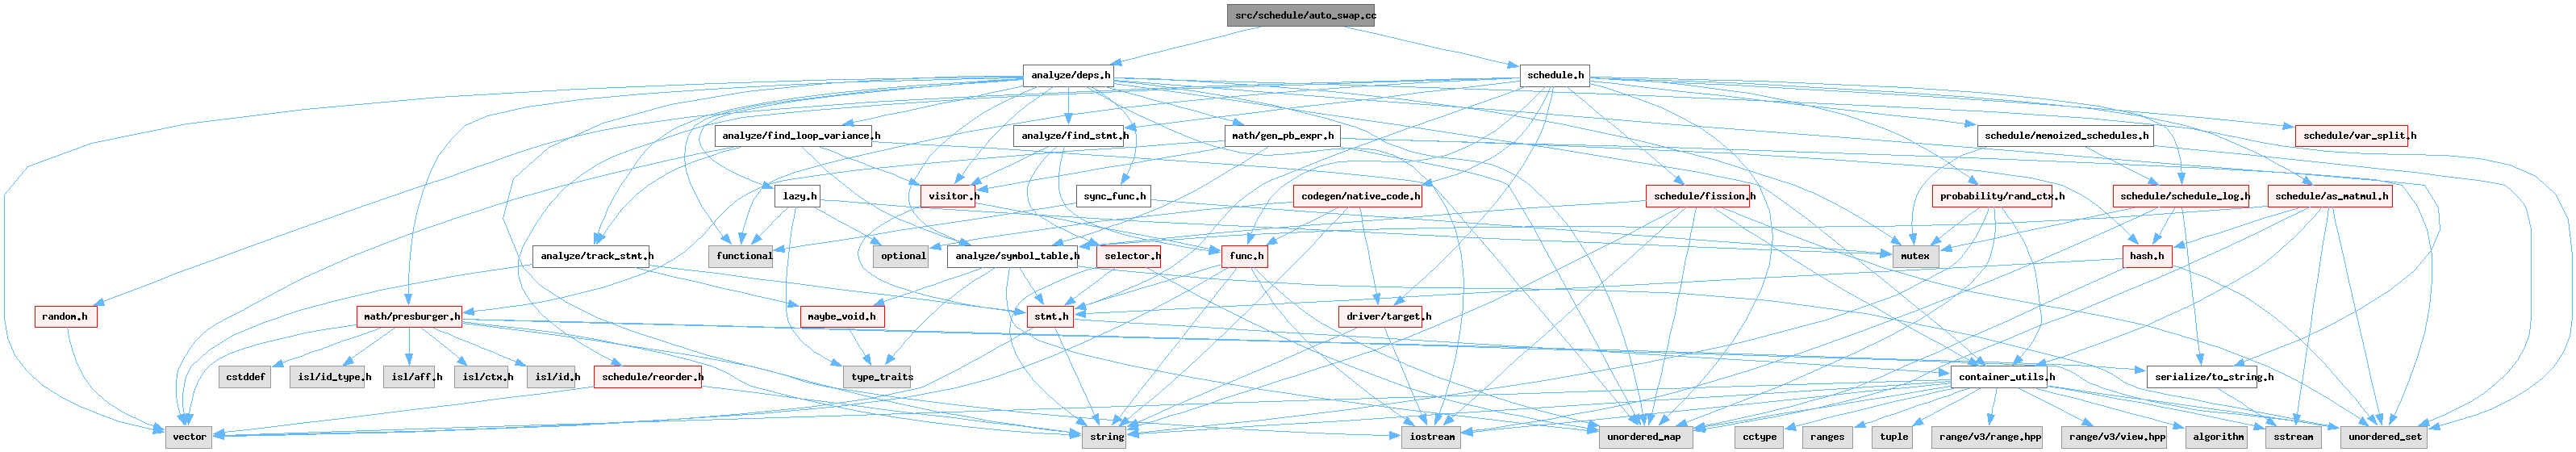 src/schedule/auto_swap.cc
analyze/deps.h
schedule.h
analyze/find_loop_variance.h
analyze/find_stmt.h
math/gen_pb_expr.h
schedule/memoized_schedules.h
schedule/var_split.h
lazy.h
visitor.h
sync_func.h
codegen/native_code.h
schedule/fission.h
probability/rand_ctx.h
schedule/schedule_log.h
schedule/as_matmul.h
analyze/track_stmt.h
functional
optional
analyze/symbol_table.h
selector.h
func.h
mutex
hash.h
random.h
math/presburger.h
maybe_void.h
stmt.h
driver/target.h
cstddef
isl/id_type.h
isl/aff.h
isl/ctx.h
isl/id.h
schedule/reorder.h
type_traits
container_utils.h
serialize/to_string.h
vector
string
iostream
unordered_map
cctype
ranges
tuple
range/v3/range.hpp
range/v3/view.hpp
algorithm
sstream
unordered_set